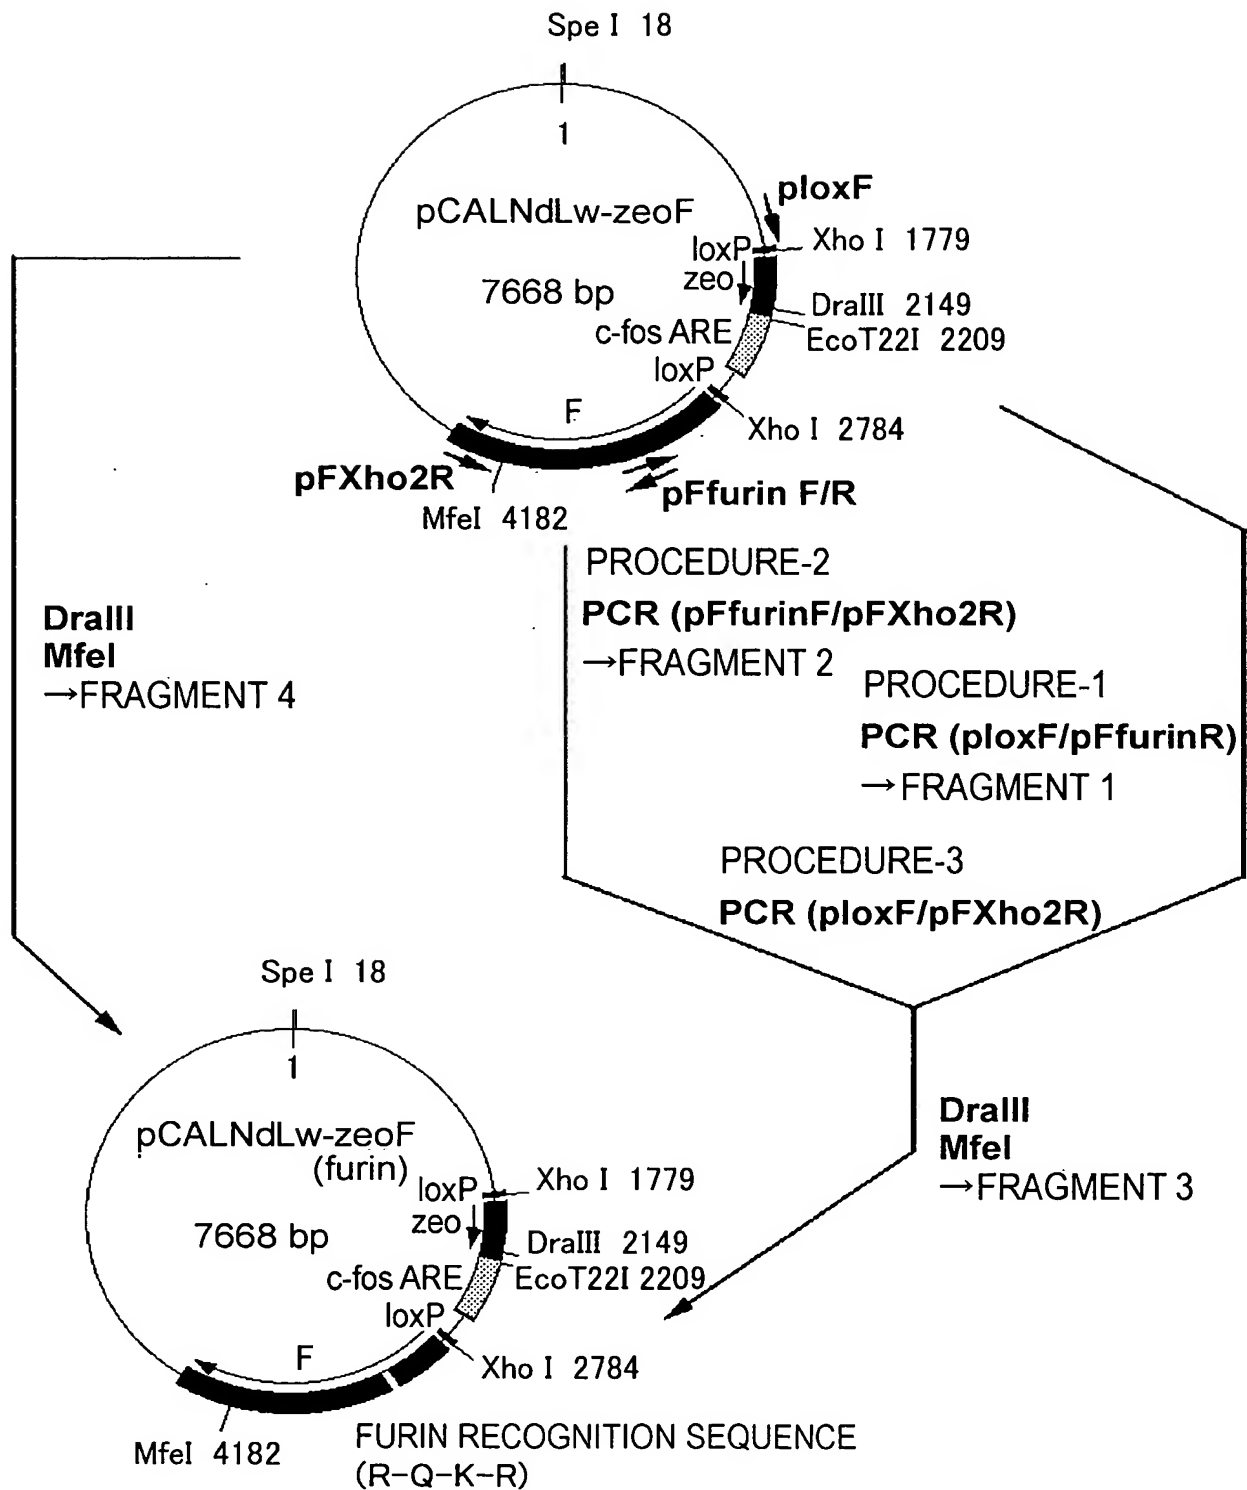 Spe I 18
1
pCALNdLw-zeoF
7668 bp
ploxF
loxP
Xho I 1779
zeo
DraIII 2149
c-fos ARE
EcoT22I 2209
loxP
F
Xho I 2784
pFXho2R
pFfurin F/R
MfeI 4182
PROCEDURE-2
PCR (pFfurinF/pFXho2R)
→FRAGMENT 2
DraIII
MfeI
→FRAGMENT 4
PROCEDURE-1
PCR (ploxF/pFfurinR)
→FRAGMENT 1
PROCEDURE-3
PCR (ploxF/pFXho2R)
Spe I 18
1
pCALNdLw-zeoF
(furin)
7668 bp
loxP
Xho I 1779
zeo
DraIII 2149
c-fos ARE
EcoT22I 2209
loxP
F
Xho I 2784
MfeI 4182
DraIII
MfeI
→FRAGMENT 3
FURIN RECOGNITION SEQUENCE
(R-Q-K-R)